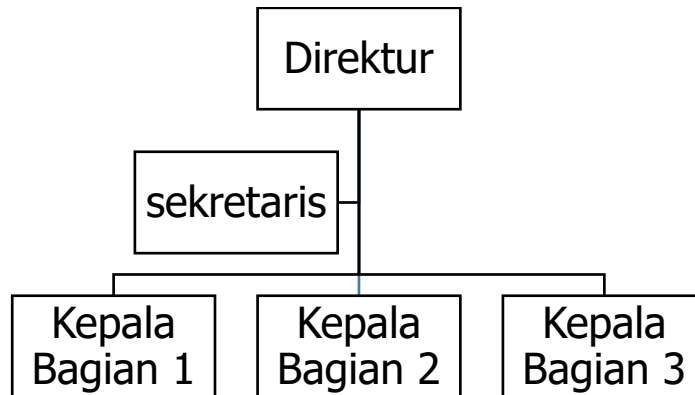 Direktur
sekretaris
Kepala
Bagian 1
Kepala
Bagian 2
Kepala
Bagian 3